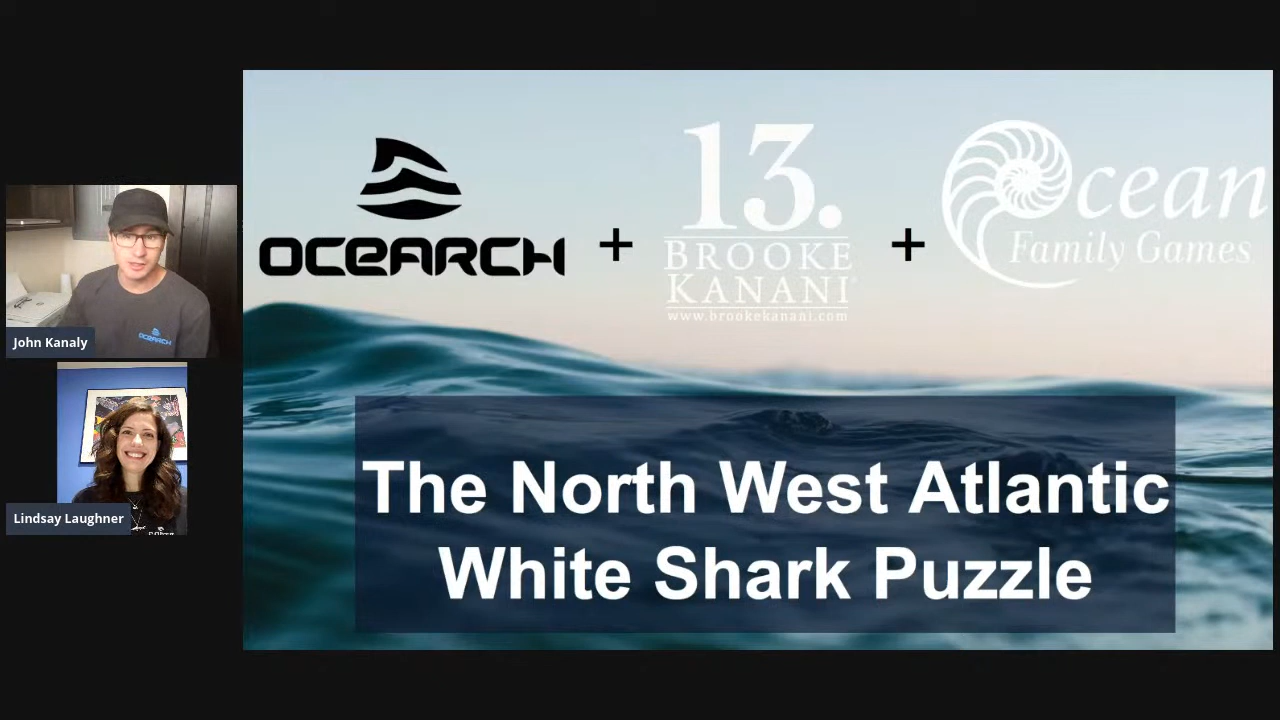 OCEARCH
+
13.
BROOKE
KANANI
www.brookekanani.com
+
Ocean
Family Games
OCEARCH
John Kanaly
Lindsay Laughner
The North West Atlantic
White Shark Puzzle